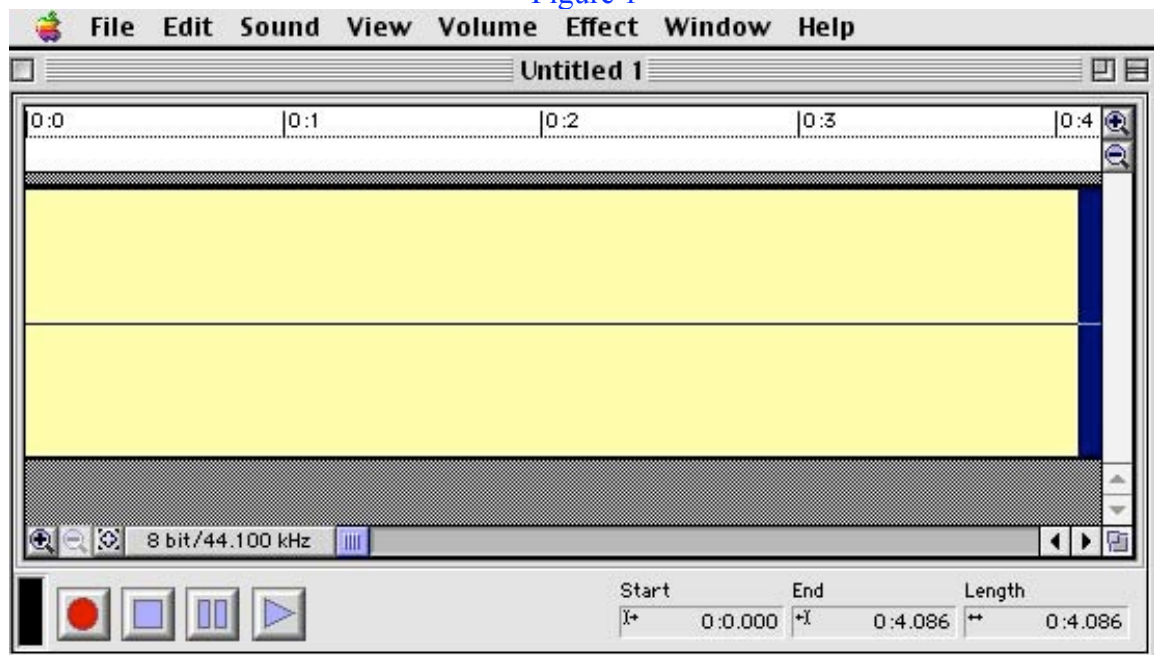 Figure 1
File Edit Sound View Volume Effect Window Help
Untitled 1
0:0 0:1 0:2 0:3 0:4
8 bit/44.100 kHz
Start End Length
0:0.000 0:4.086 0:4.086